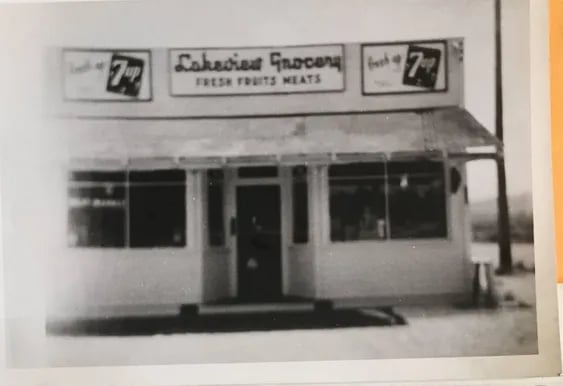 fresh up
7up
Lakeview Grocery
FRESH FRUITS MEATS
fresh up
7up